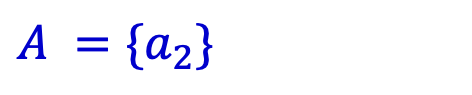 A = {a₂}